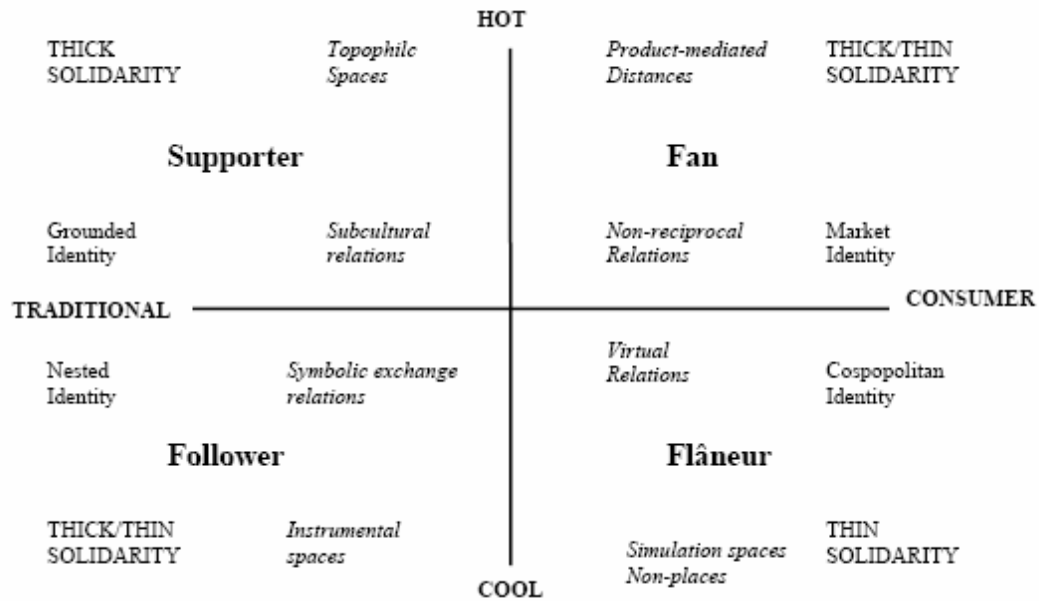 HOT
THICK
SOLIDARITY
Topophilc
Spaces
Product-mediated
Distances
THICK/THIN
SOLIDARITY
Supporter
Fan
Grounded
Identity
Subcultural
relations
Non-reciprocal
Relations
Market
Identity
TRADITIONAL
CONSUMER
Nested
Identity
Symbolic exchange
relations
Virtual
Relations
Cospopolitan
Identity
Follower
Flâneur
THICK/THIN
SOLIDARITY
Instrumental
spaces
Simulation spaces
Non-places
THIN
SOLIDARITY
COOL